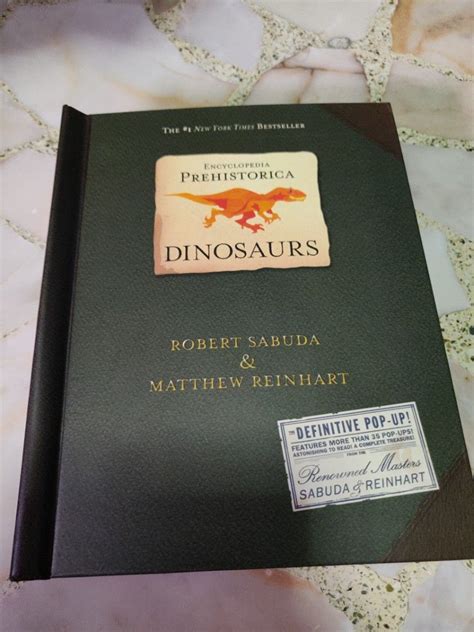 THE #1 NEW YORK TIMES BESTSELLER
ENCYCLOPEDIA
PREHISTORICA
DINOSAURS
ROBERT SABUDA
&
MATTHEW REINHART
THE DEFINITIVE POP-UP!
FEATURES MORE THAN 35 POP-UPS!
ASTONISHING TO READ! A COMPLETE TREASURE!
FROM THE
Renowned Masters
SABUDA & REINHART